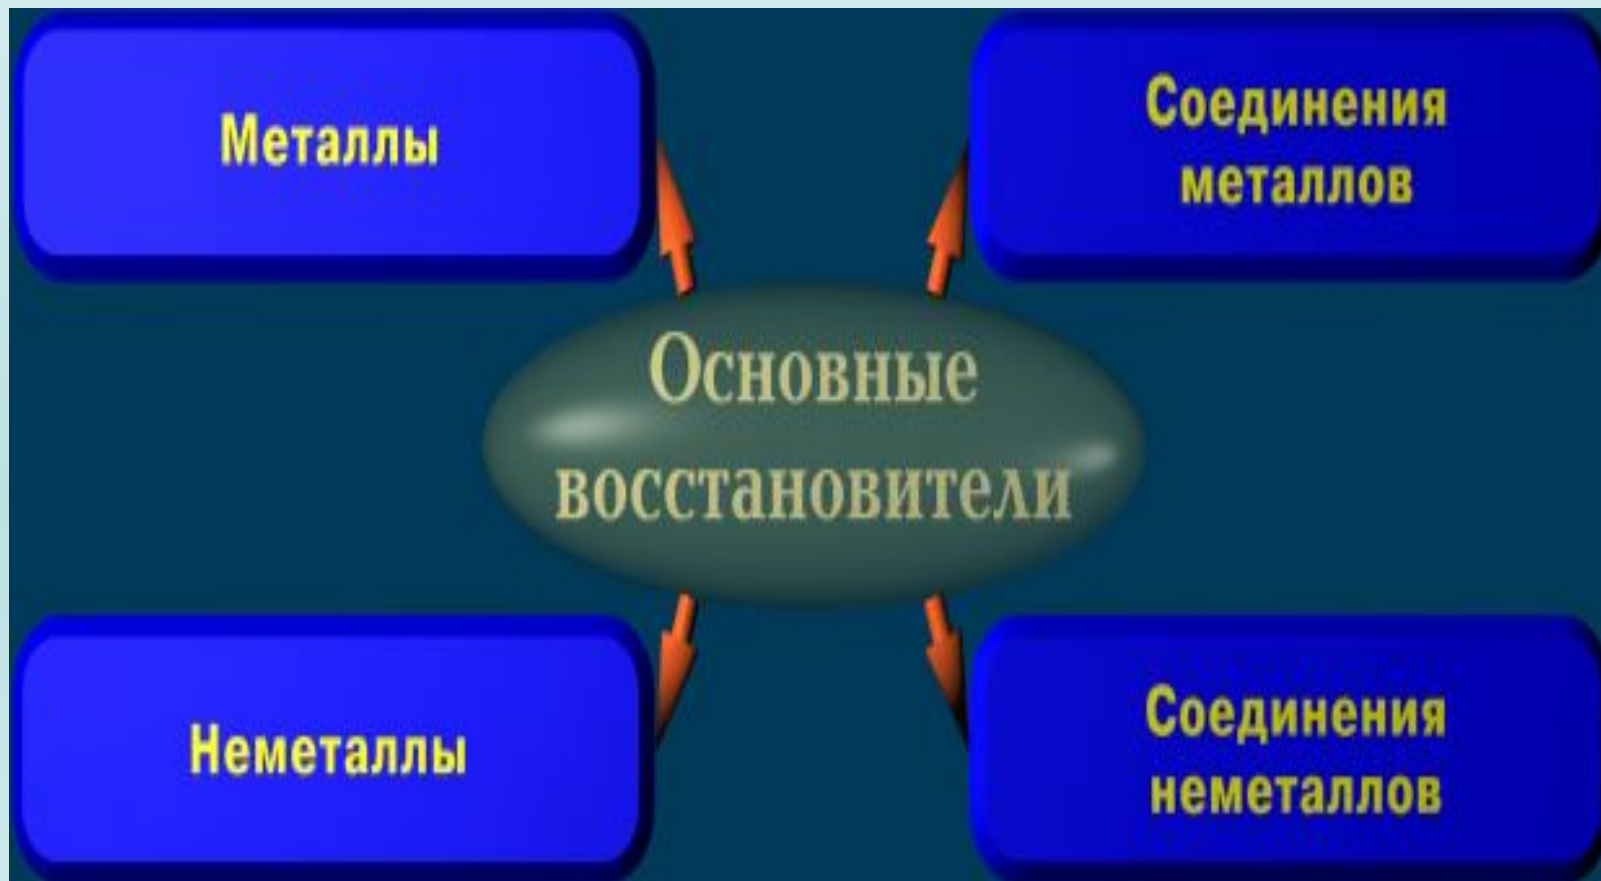 Металлы
Соединения
металлов
Основные
восстановители
Неметаллы
Соединения
неметаллов